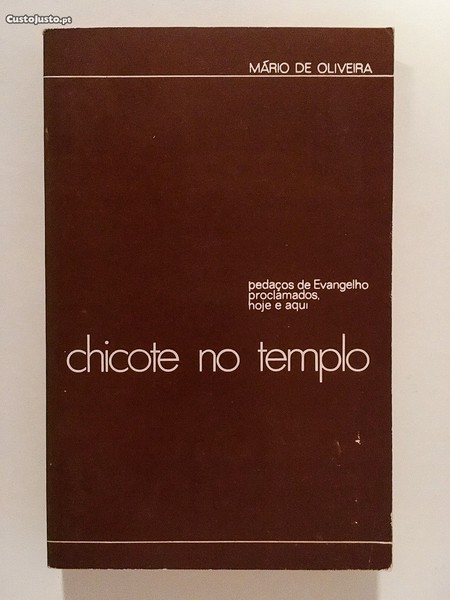 CustoJusto.pt
MÁRIO DE OLIVEIRA
pedaços de Evangelho
proclamados,
hoje e aqui
chicote no templo